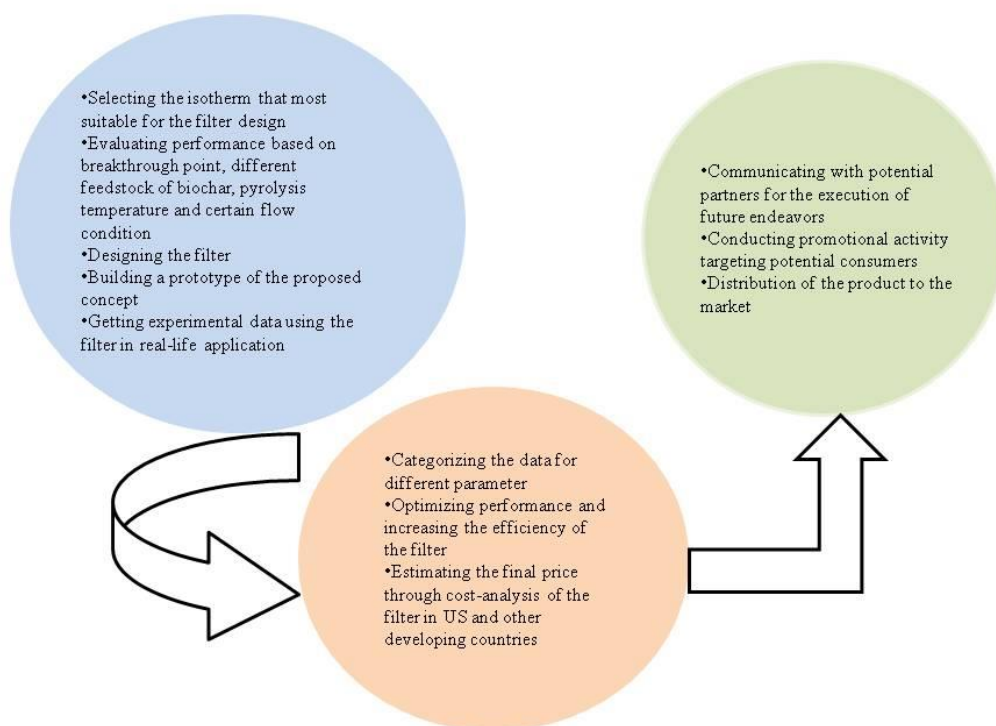 •Selecting the isotherm that most
suitable for the filter design
•Evaluating performance based on
breakthrough point, different
feedstock of biochar, pyrolysis
temperature and certain flow
condition
•Designing the filter
•Building a prototype of the proposed
concept
•Getting experimental data using the
filter in real-life application
•Categorizing the data for
different parameter
•Optimizing performance and
increasing the efficiency of
the filter
•Estimating the final price
through cost-analysis of the
filter in US and other
developing countries
•Communicating with potential
partners for the execution of
future endeavors
•Conducting promotional activity
targeting potential consumers
•Distribution of the product to the
market